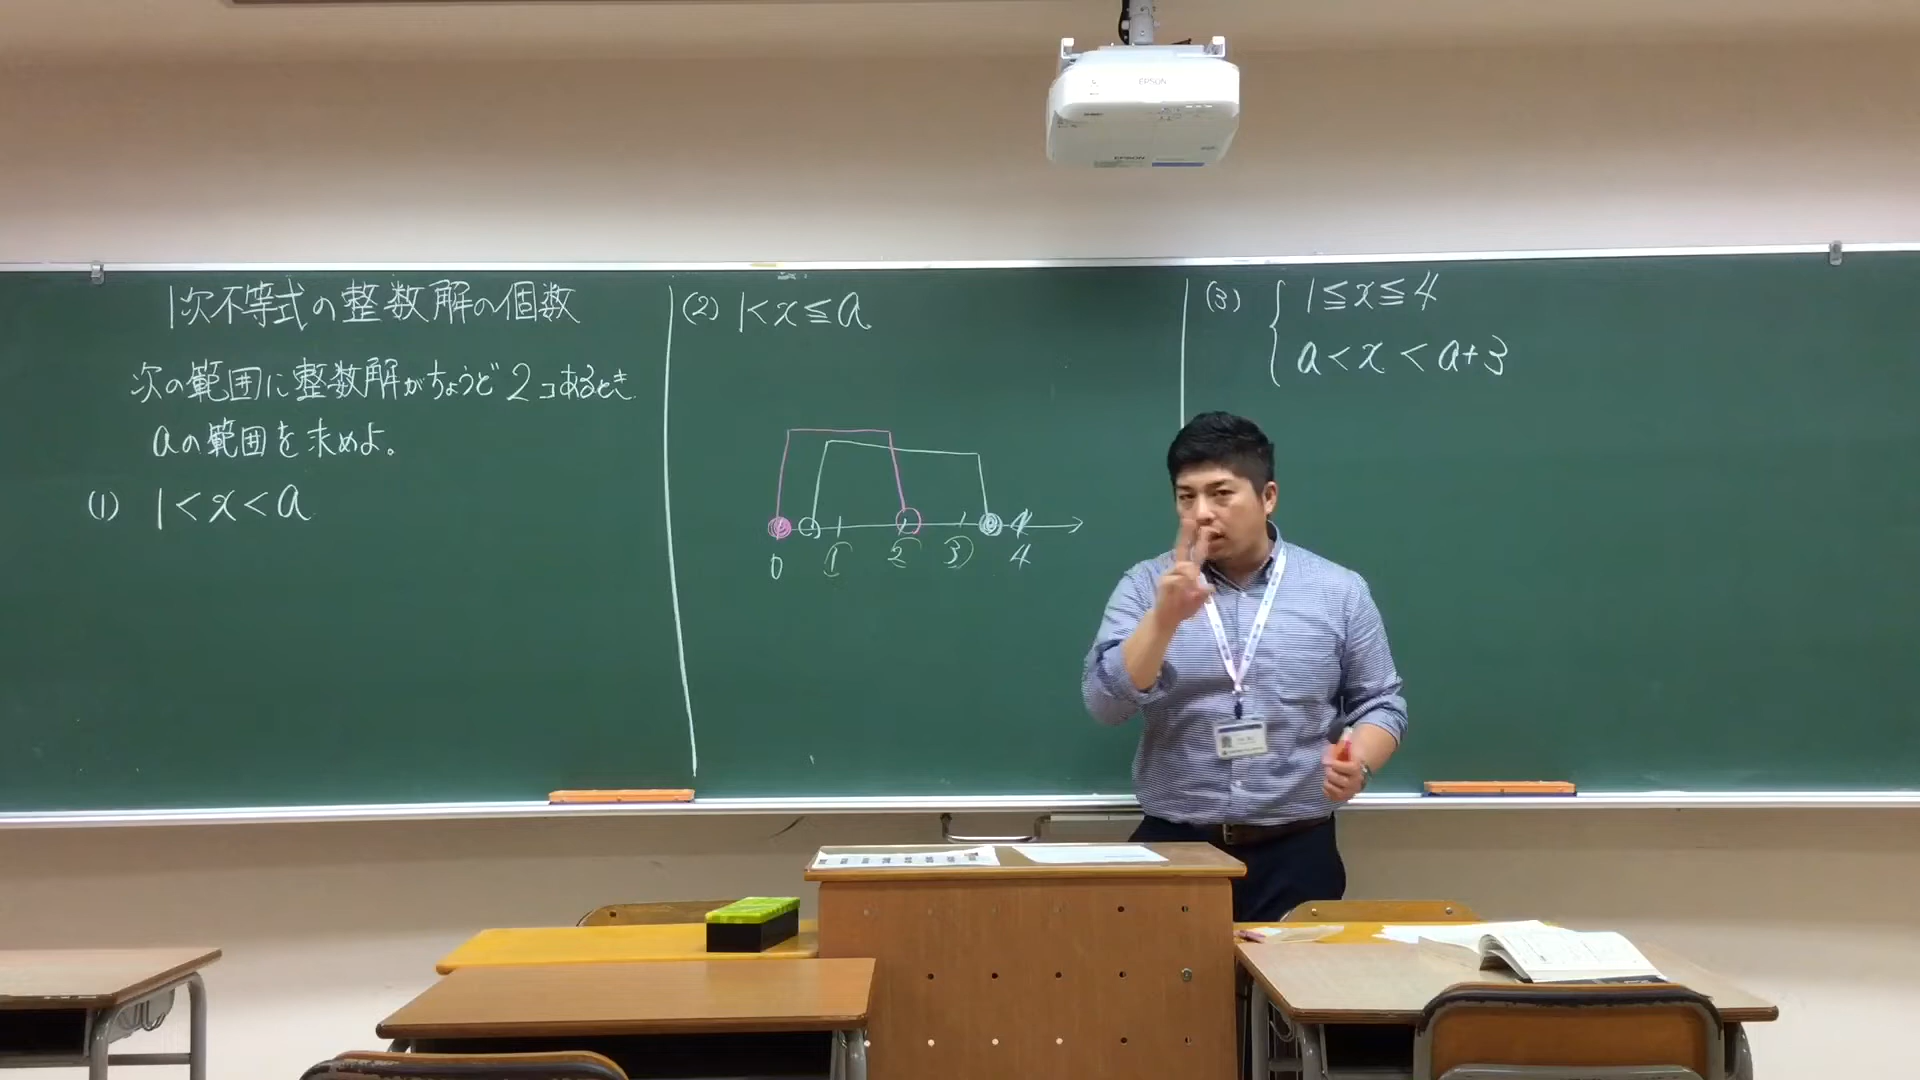 1次不等式の整数解の個数
次の範囲に整数解がちょうど2コあるとき
aの範囲を求めよ。
(1) 1<x<a
(2) 1<x≦a
0 1 2 3 4
(3) { 1≦x≦4
a<x<a+3
EPSON
EPSON